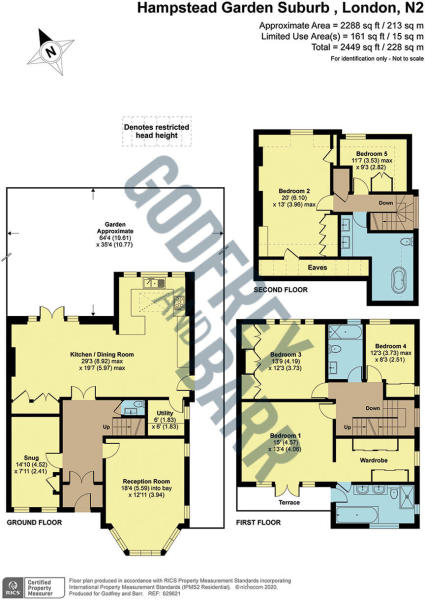 Hampstead Garden Suburb , London, N2
Approximate Area = 2288 sq ft / 213 sq m
Limited Use Area(s) = 161 sq ft / 15 sq m
Total = 2449 sq ft / 228 sq m
For identification only - Not to scale
N
Denotes restricted
head height
GODFREY
AND
BARR
Garden
Approximate
64'4 (19.61)
x 35'4 (10.77)
Kitchen / Dining Room
29'3 (8.92) max
x 19'7 (5.97) max
Utility
6' (1.83)
x 6' (1.83)
Up
Snug
14'10 (4.52)
x 7'11 (2.41)
Reception Room
18'4 (5.59) into bay
x 12'11 (3.94)
GROUND FLOOR
Bedroom 5
11'7 (3.53) max
x 9'3 (2.82)
Bedroom 2
20' (6.10)
x 13' (3.96) max
Down
Eaves
SECOND FLOOR
Bedroom 3
13'9 (4.19)
x 12'3 (3.73)
Bedroom 4
12'3 (3.73) max
x 8'3 (2.51)
Down
Up
Bedroom 1
15' (4.57)
x 13'4 (4.06)
Wardrobe
Terrace
FIRST FLOOR
RICS
Certified
Property
Measurer
Floor plan produced in accordance with RICS Property Measurement Standards incorporating
International Property Measurement Standards (IPMS2 Residential). ©nichecom 2020.
Produced for Godfrey and Barr. REF: 629621